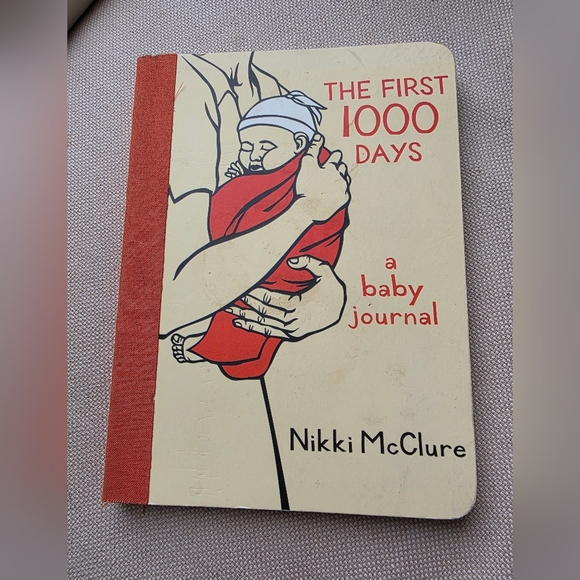 THE FIRST
1000
DAYS
a
baby
journal
Nikki McClure